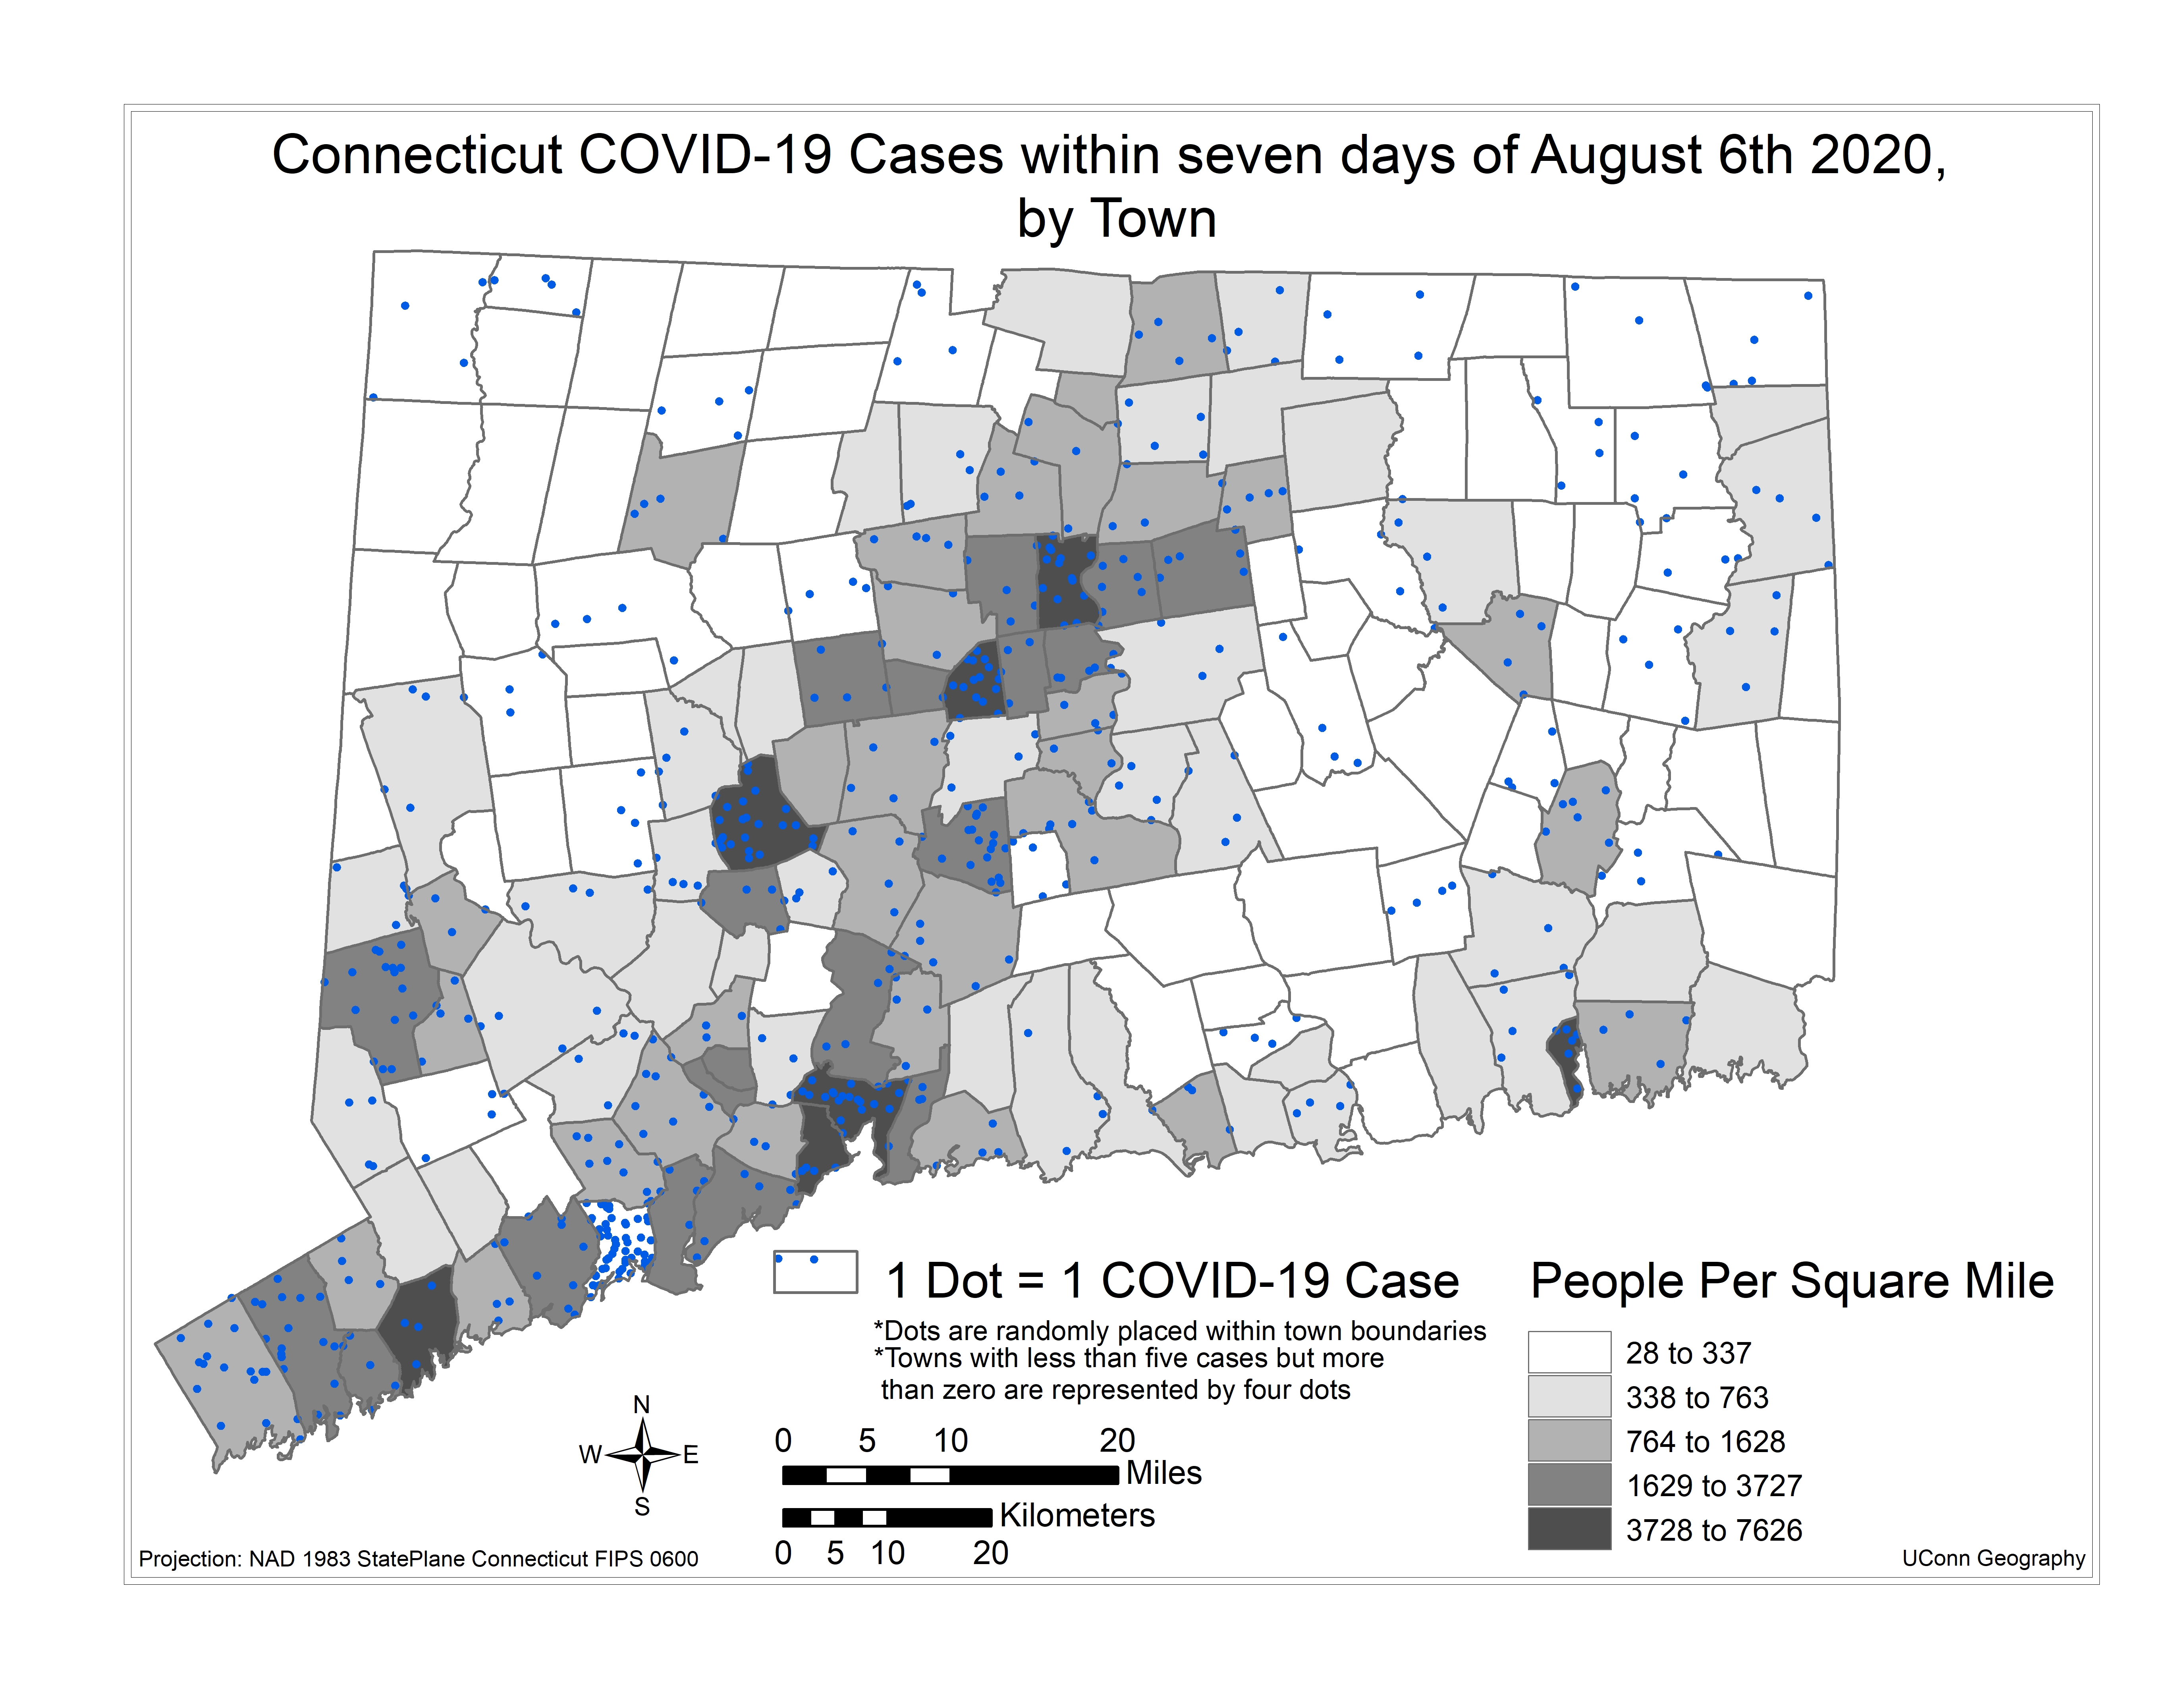 Connecticut COVID-19 Cases within seven days of August 6th 2020,
by Town
1 Dot = 1 COVID-19 Case
*Dots are randomly placed within town boundaries
*Towns with less than five cases but more
than zero are represented by four dots
People Per Square Mile
28 to 337
338 to 763
764 to 1628
1629 to 3727
3728 to 7626
N
W E
S
0 5 10 20
Miles
Kilometers
0 5 10 20
Projection: NAD 1983 StatePlane Connecticut FIPS 0600
UConn Geography